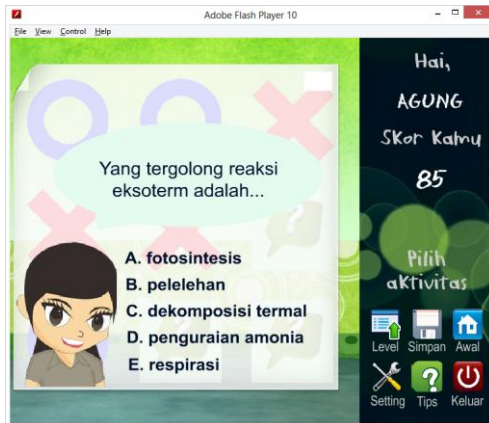 Adobe Flash Player 10
File View Control Help
Yang tergolong reaksi
eksoterm adalah...
A. fotosintesis
B. pelelehan
C. dekomposisi termal
D. penguraian amonia
E. respirasi
Hai,
AGUNG
Skor Kamu
85
Pilih
aktivitas
Level Simpan Awal
Setting Tips Keluar